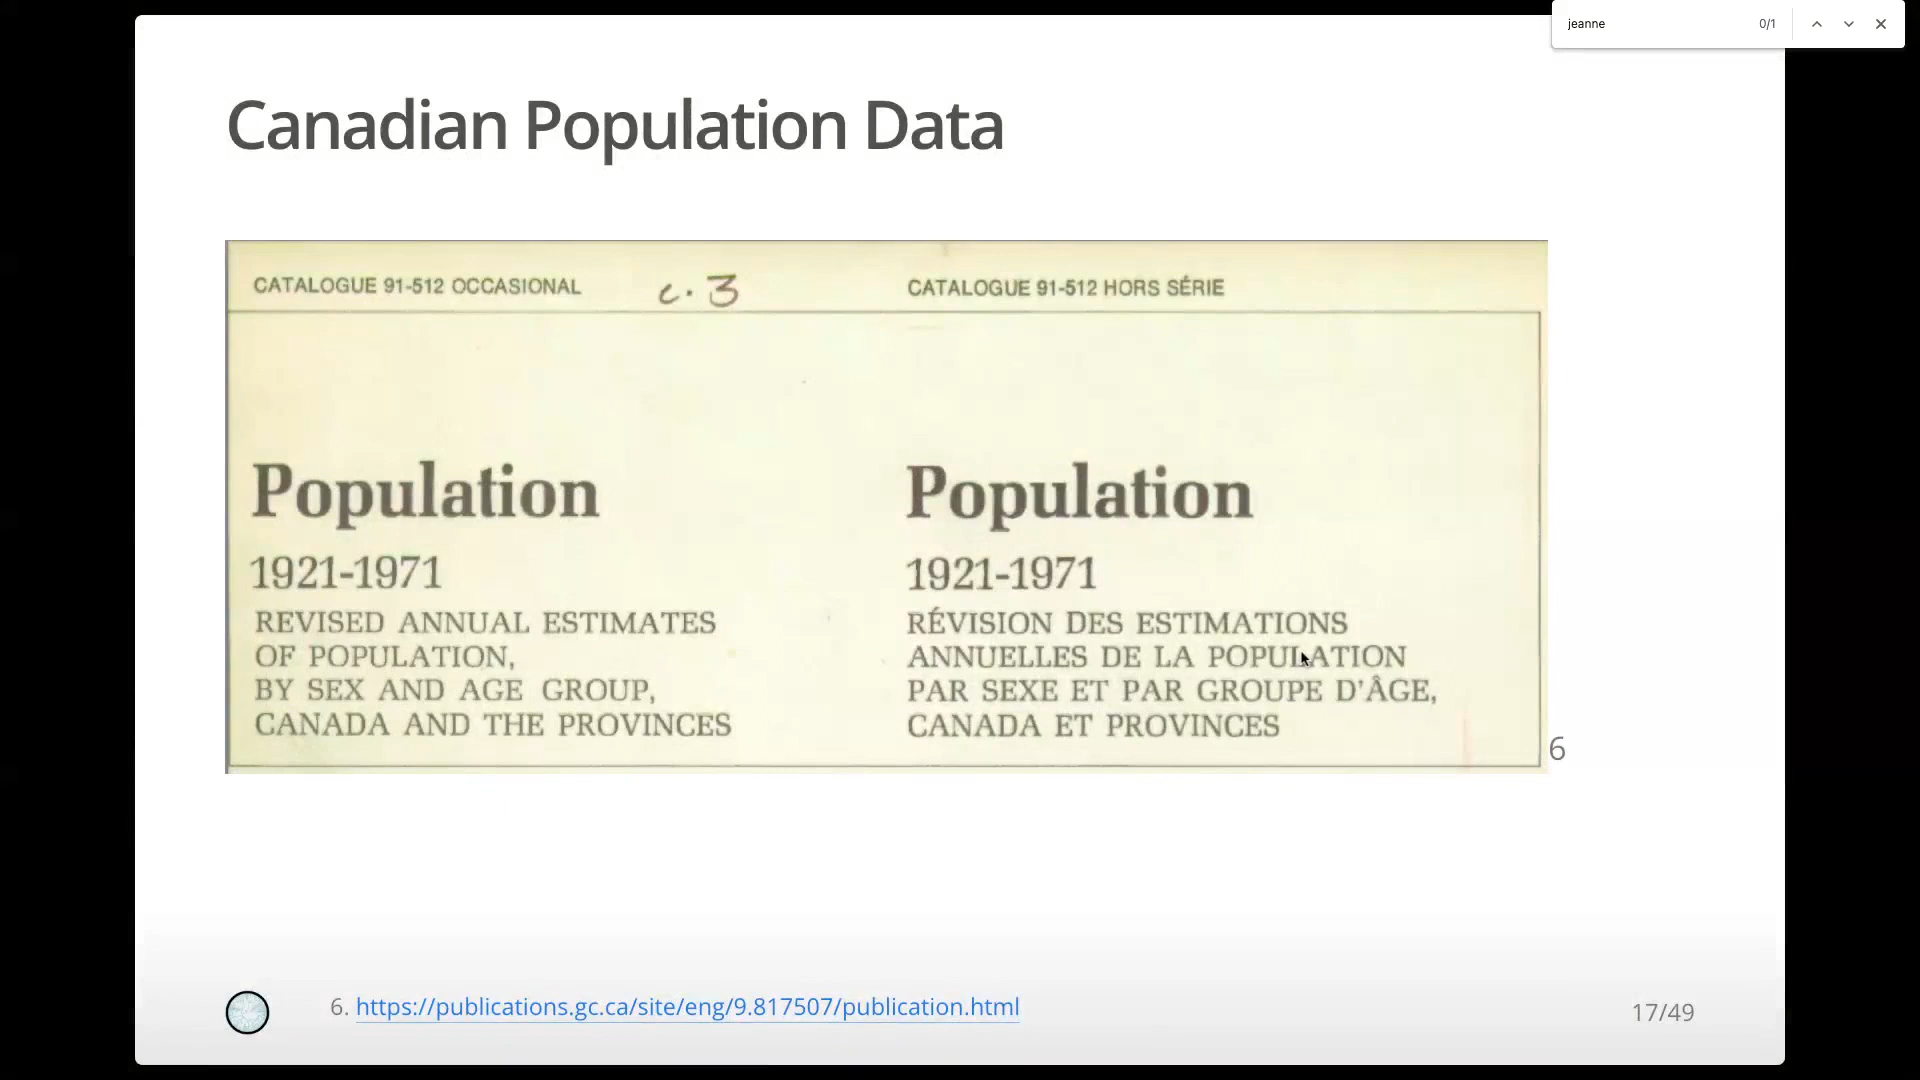 jeanne 0/1
Canadian Population Data
CATALOGUE 91-512 OCCASIONAL c. 3 CATALOGUE 91-512 HORS SÉRIE
Population
1921-1971
REVISED ANNUAL ESTIMATES
OF POPULATION,
BY SEX AND AGE GROUP,
CANADA AND THE PROVINCES
Population
1921-1971
RÉVISION DES ESTIMATIONS
ANNUELLES DE LA POPULATION
PAR SEXE ET PAR GROUPE D'ÂGE,
CANADA ET PROVINCES
6
6. https://publications.gc.ca/site/eng/9.817507/publication.html
17/49